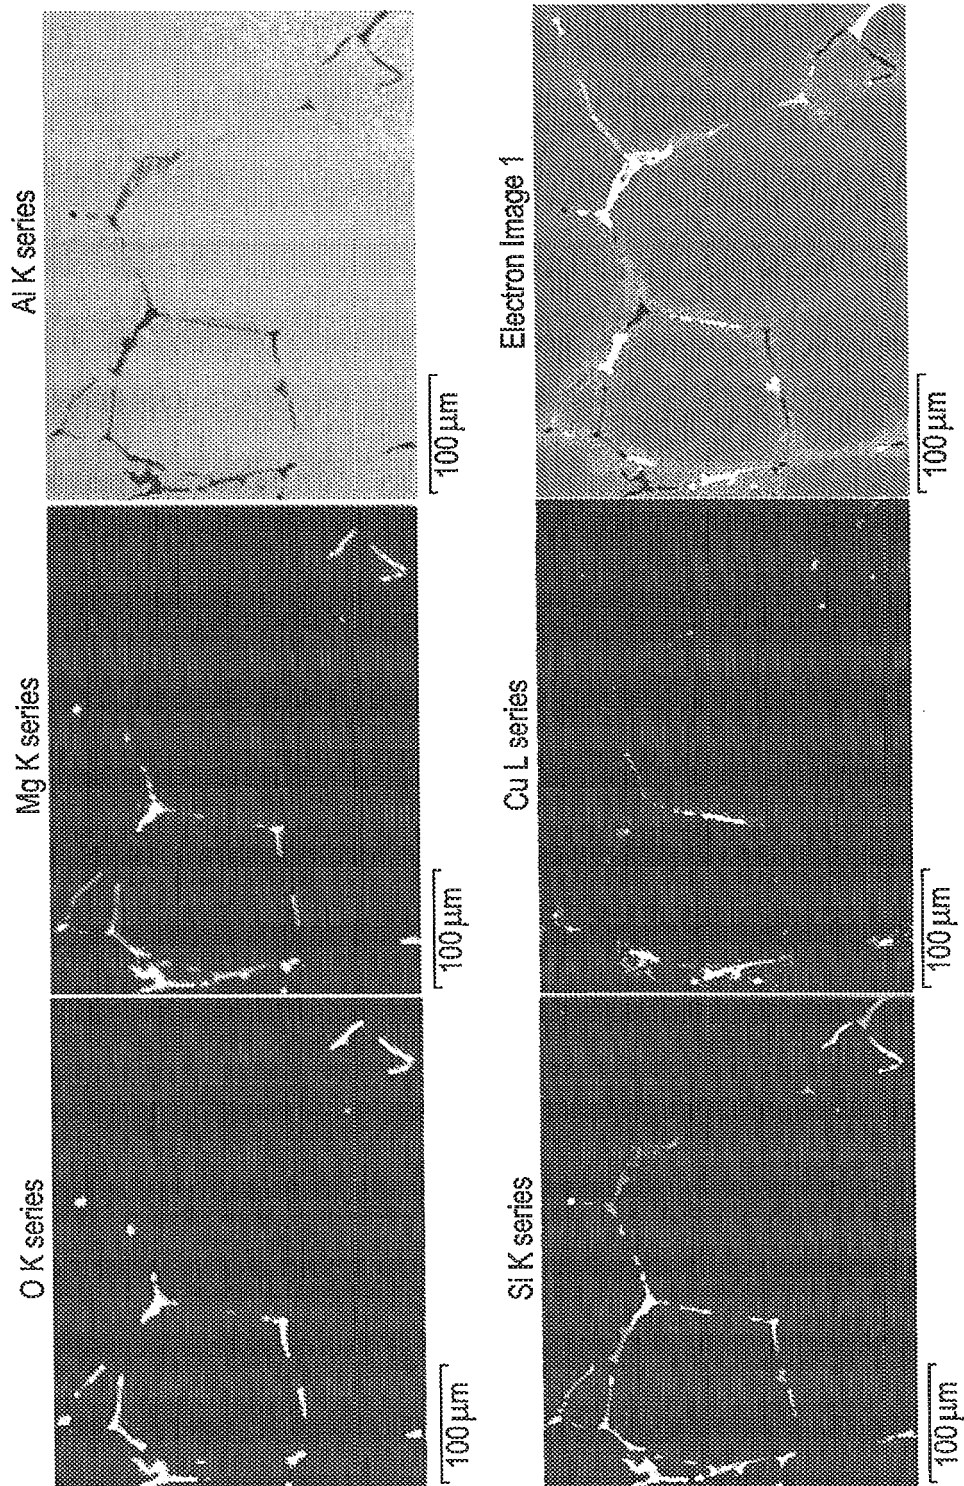 Al K series
100 µm
Electron Image 1
100 µm
Mg K series
100 µm
Cu L series
100 µm
O K series
100 µm
Si K series
100 µm